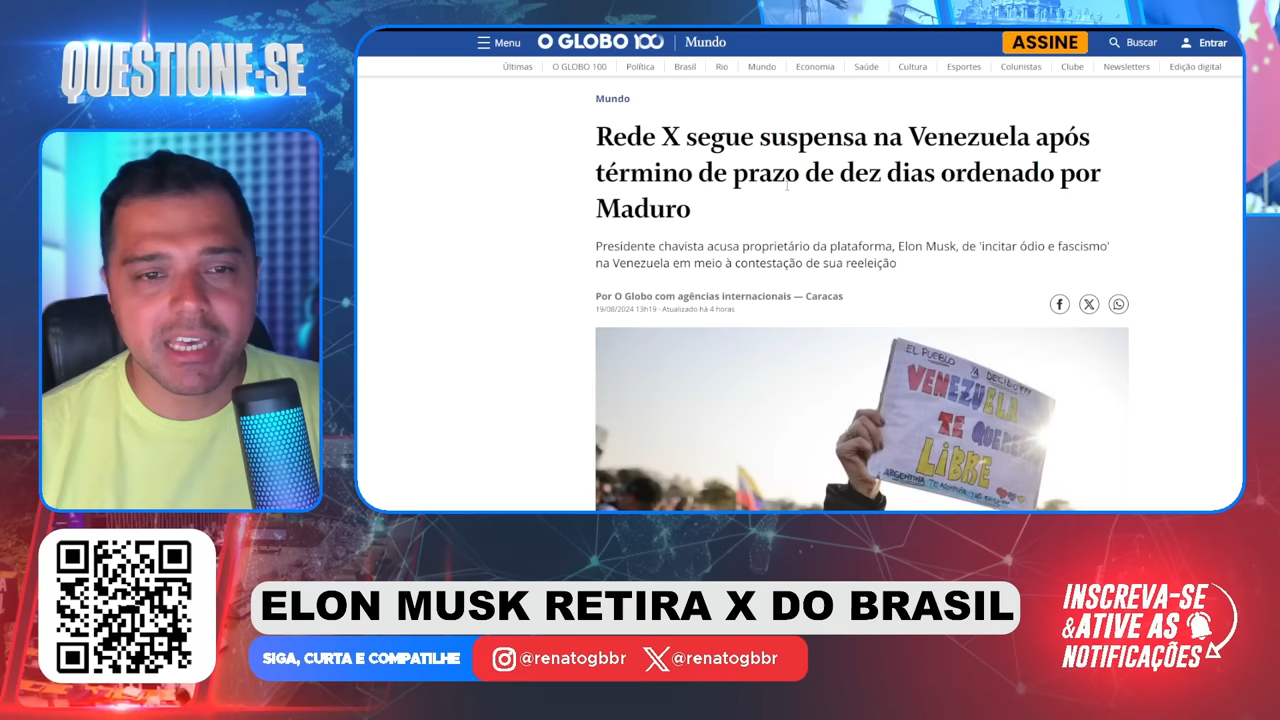 QUESTIONE-SE
Menu
O GLOBO 100
Mundo
ASSINE
Buscar
Entrar
Últimas
O GLOBO 100
Política
Brasil
Rio
Mundo
Economia
Saúde
Cultura
Esportes
Colunistas
Clube
Newsletters
Edição digital
Mundo
Rede X segue suspensa na Venezuela após
término de prazo de dez dias ordenado por
Maduro
Presidente chavista acusa proprietário da plataforma, Elon Musk, de 'incitar ódio e fascismo'
na Venezuela em meio à contestação de sua reeleição
Por O Globo com agências internacionais — Caracas
19/08/2024 13h19 · Atualizado há 4 horas
EL PUEBLO YA DECIDIO!!!
VENEZUELA
TE
LIBRE
ARGENTINA TE
ELON MUSK RETIRA X DO BRASIL
SIGA, CURTA E COMPATILHE
@renatogbbr
@renatogbbr
INSCREVA-SE
&ATIVE AS
NOTIFICAÇÕES